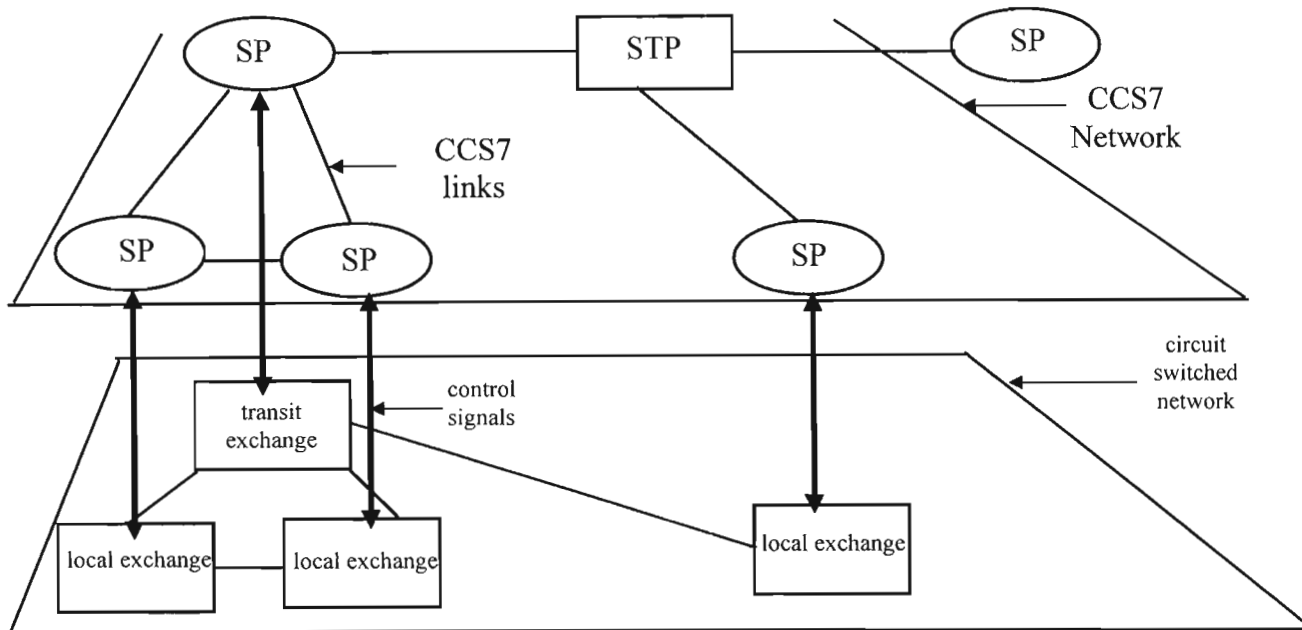 SP
STP
SP
CCS7
Network
CCS7
links
SP
SP
SP
circuit
switched
network
control
signals
transit
exchange
local exchange
local exchange
local exchange